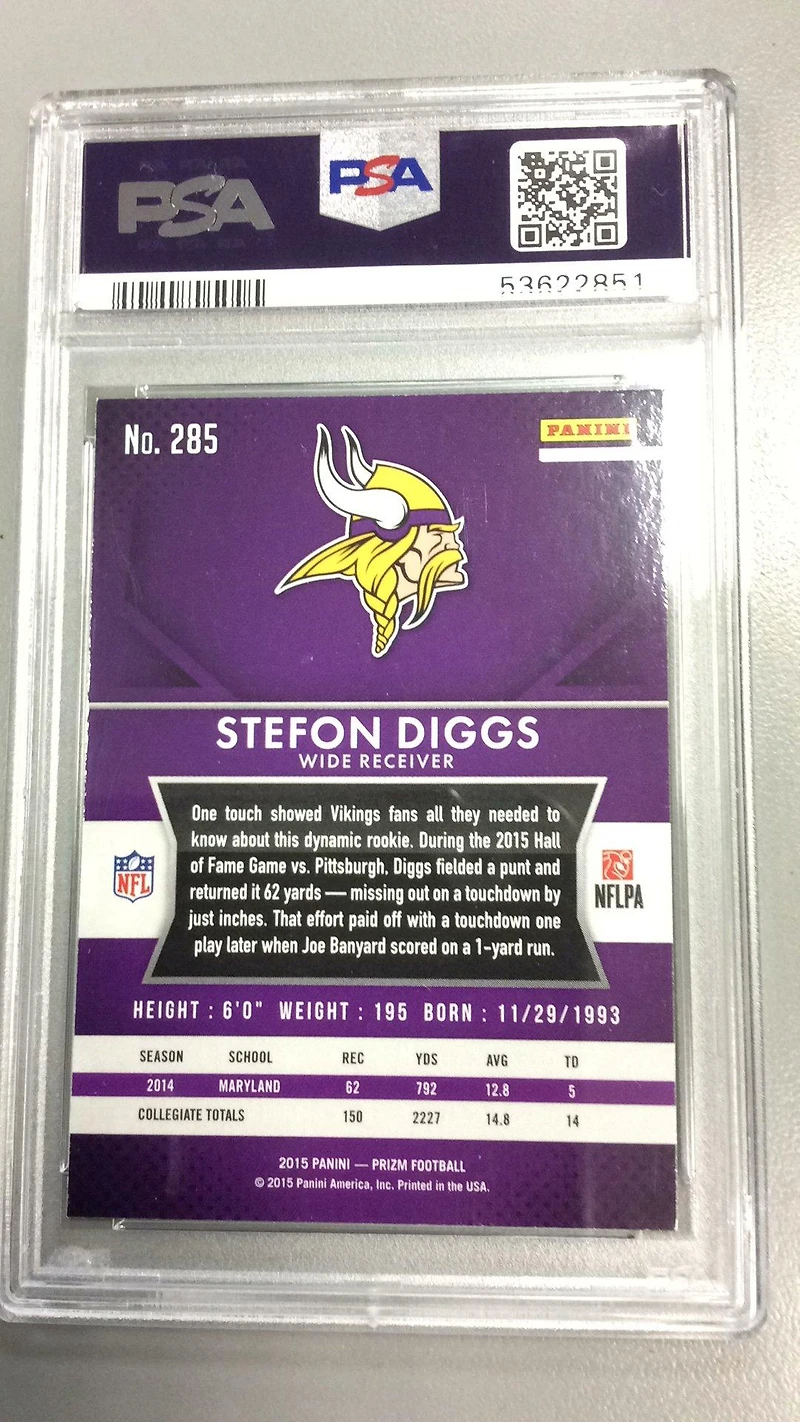 PSA
PSA
53622851
No. 285
PANINI
STEFON DIGGS
WIDE RECEIVER
One touch showed Vikings fans all they needed to
know about this dynamic rookie. During the 2015 Hall
of Fame Game vs. Pittsburgh, Diggs fielded a punt and
returned it 62 yards — missing out on a touchdown by
just inches. That effort paid off with a touchdown one
play later when Joe Banyard scored on a 1-yard run.
NFL
NFLPA
HEIGHT : 6'0" WEIGHT : 195 BORN : 11/29/1993
SEASON SCHOOL REC YDS AVG TD
2014 MARYLAND 62 792 12.8 5
COLLEGIATE TOTALS 150 2227 14.8 14
2015 PANINI — PRIZM FOOTBALL
© 2015 Panini America, Inc. Printed in the USA.